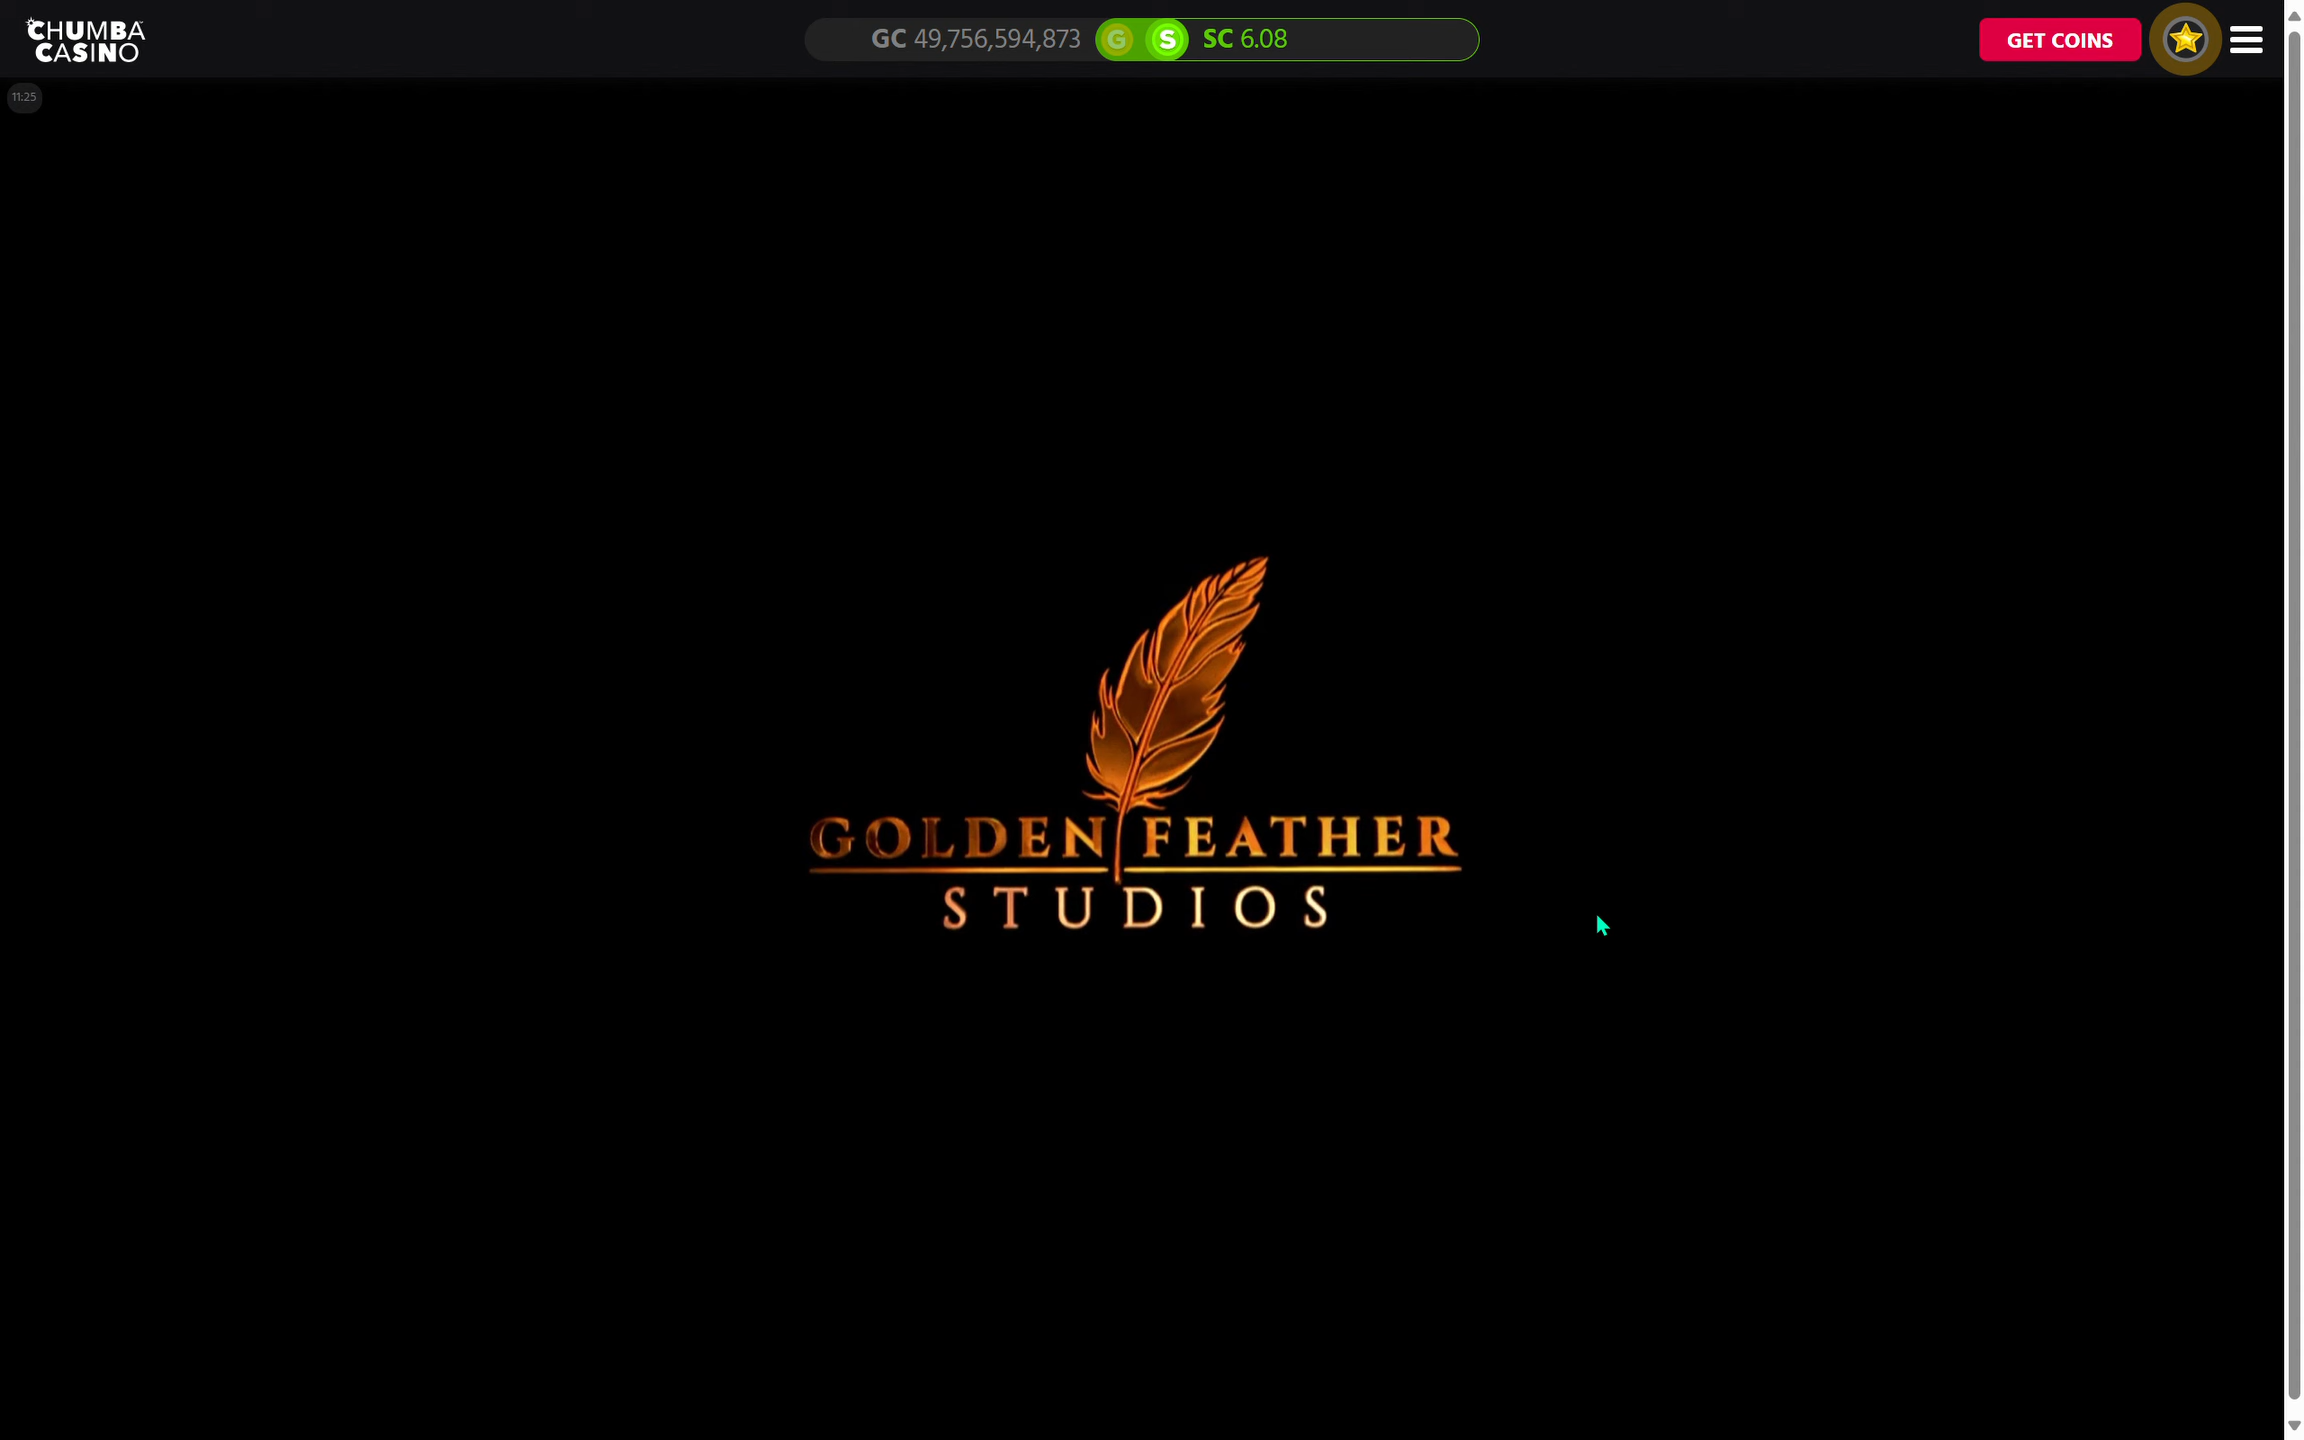 CHUMBA
CASINO
GC 49,756,594,873 G S SC 6.08
GET COINS
11:25
GOLDEN FEATHER
STUDIOS